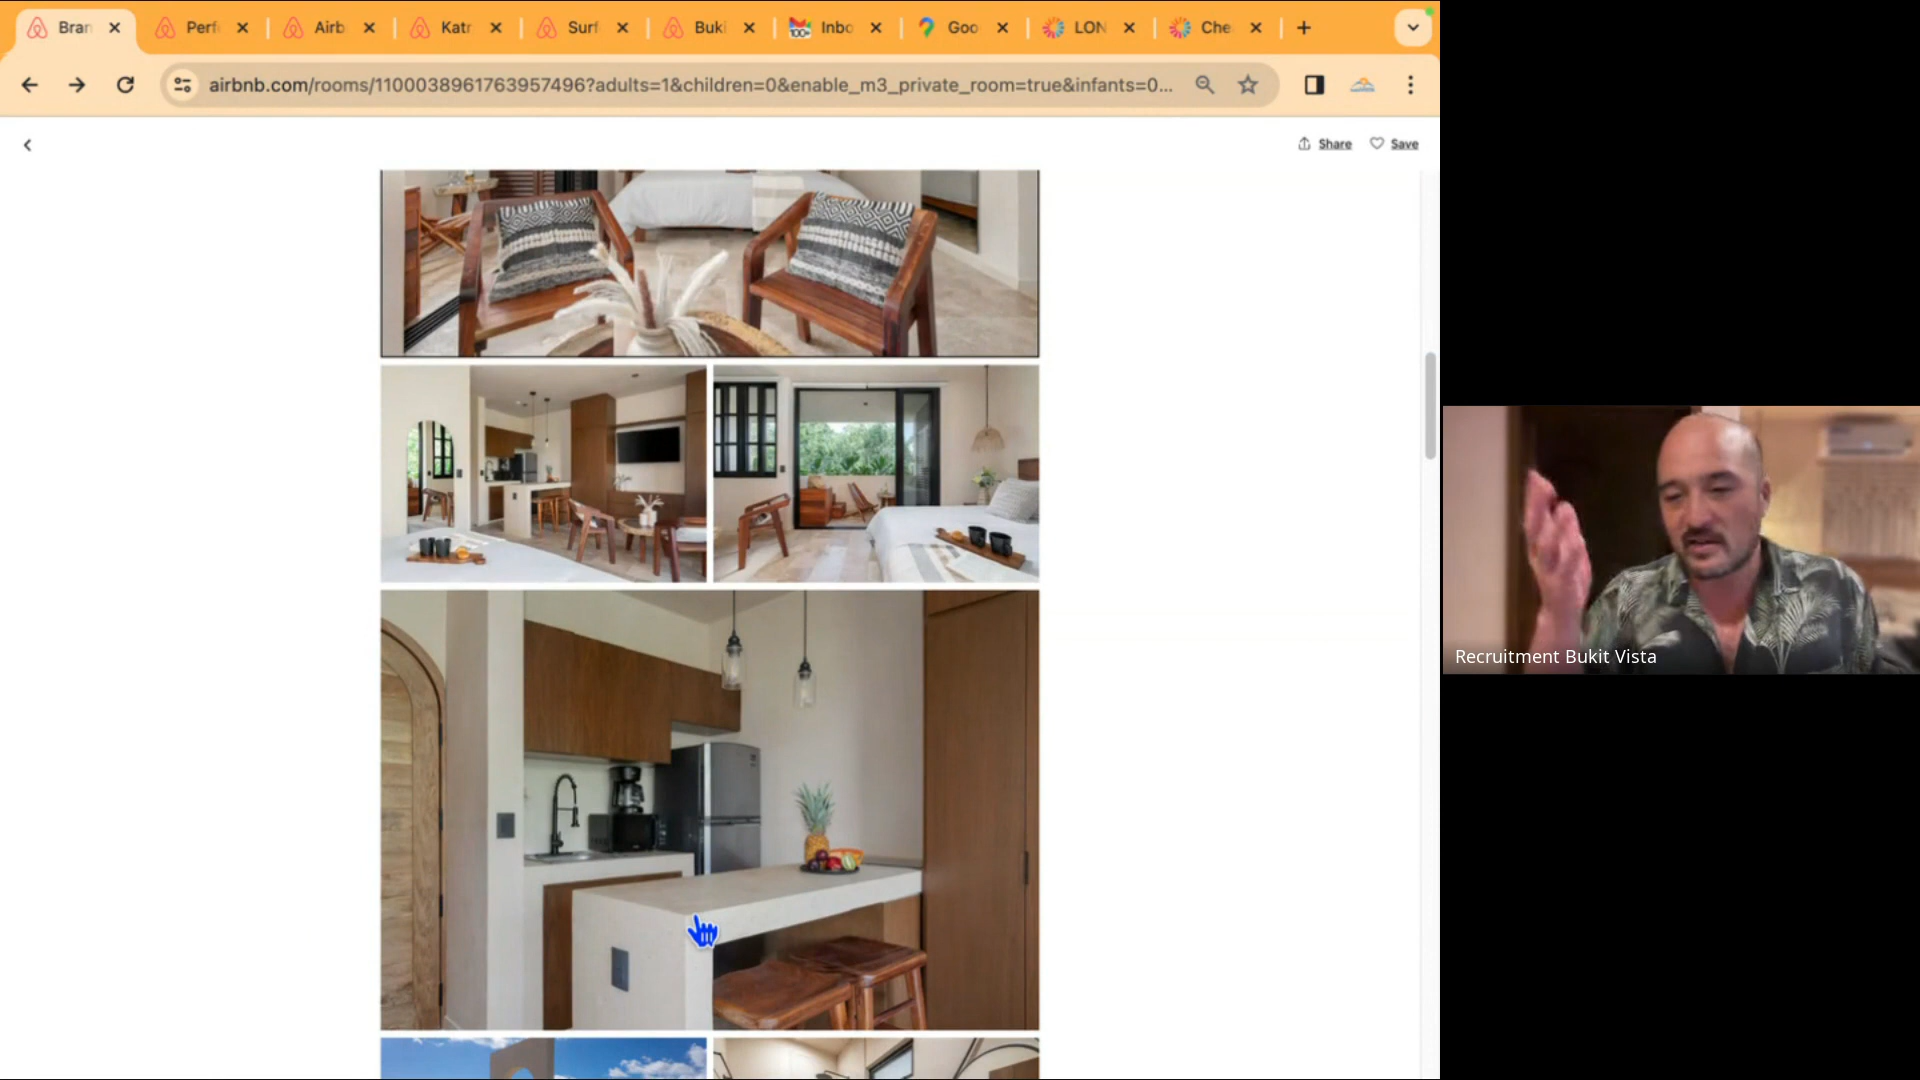 Bran
Perf
Airb
Katr
Surf
Buki
Inbo
Goo
LON
Che
airbnb.com/rooms/1100038961763957496?adults=1&children=0&enable_m3_private_room=true&infants=0...
Share
Save
Recruitment Bukit Vista